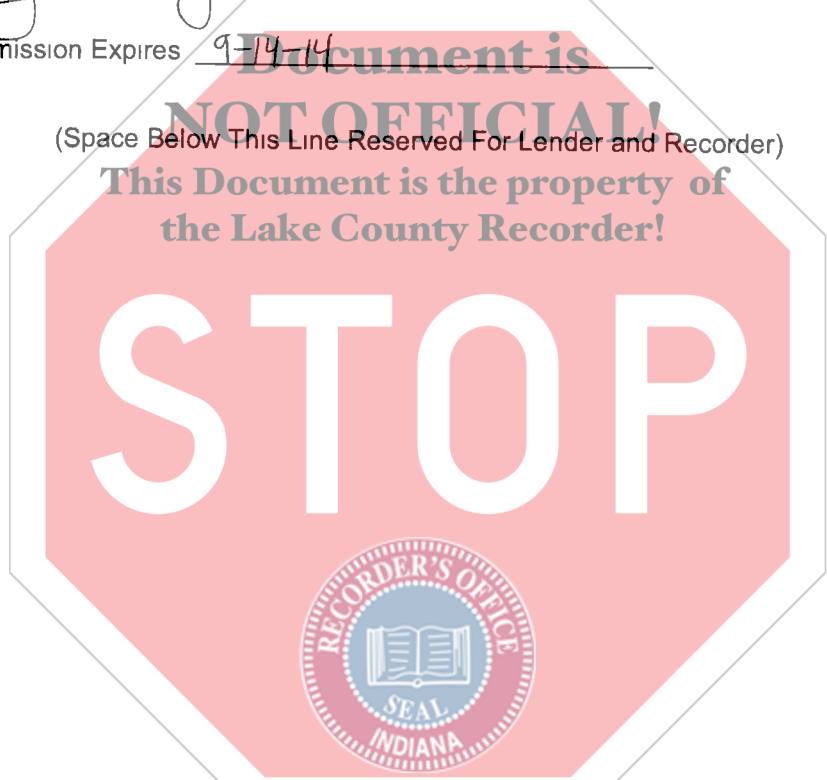 mission Expires 9-14-14
Document is
NOT OFFICIAL!
(Space Below This Line Reserved For Lender and Recorder)
This Document is the property of
the Lake County Recorder!
STOP
RECORDER'S OFFICE
SEAL
INDIANA